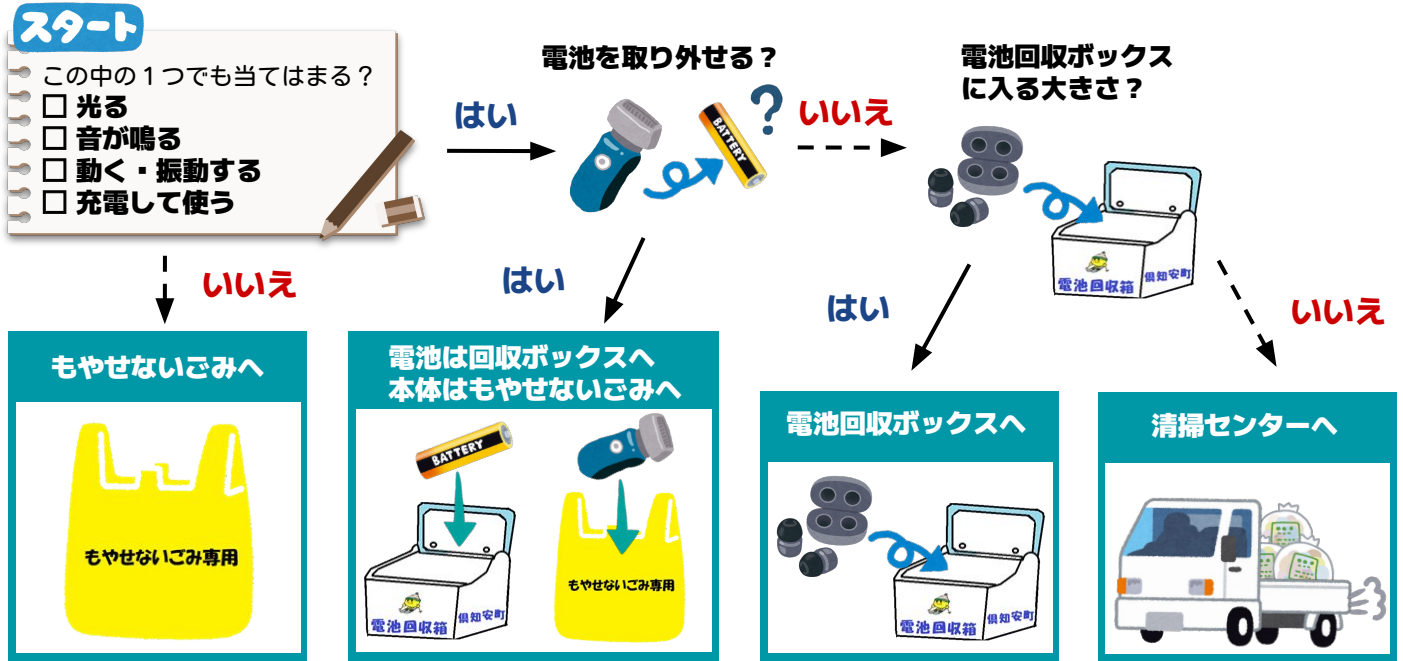 スタート
この中の１つでも当てはまる？
□ 光る
□ 音が鳴る
□ 動く・振動する
□ 充電して使う
はい
電池を取り外せる？
BATTERY
?
いいえ
電池回収ボックス
に入る大きさ？
電池回収箱
倶知安町
いいえ
はい
はい
いいえ
もやせないごみへ
もやせないごみ専用
電池は回収ボックスへ
本体はもやせないごみへ
BATTERY
電池回収箱
倶知安町
もやせないごみ専用
電池回収ボックスへ
電池回収箱
倶知安町
清掃センターへ